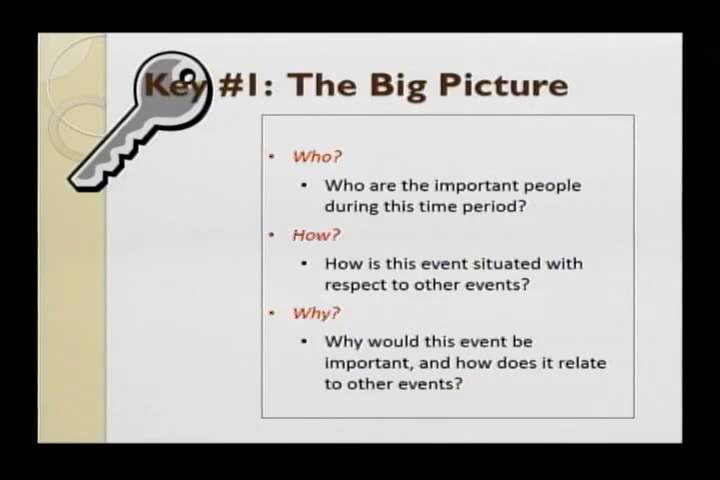 Key #1: The Big Picture
• Who?
• Who are the important people
during this time period?
• How?
• How is this event situated with
respect to other events?
• Why?
• Why would this event be
important, and how does it relate
to other events?